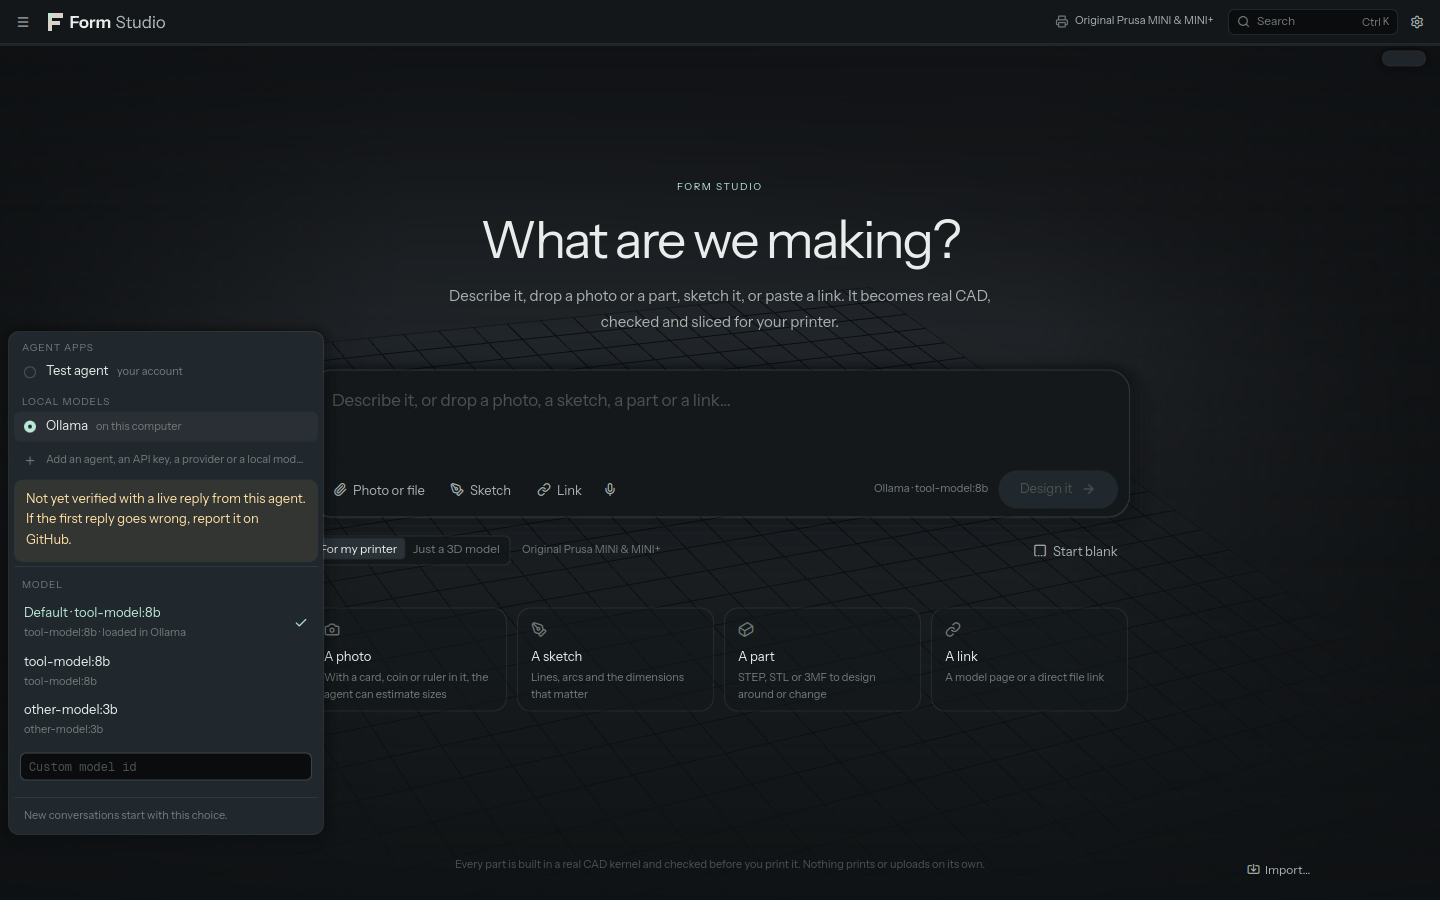 Form Studio
Original Prusa MINI & MINI+
Search
Ctrl K
FORM STUDIO
What are we making?
Describe it, drop a photo or a part, sketch it, or paste a link. It becomes real CAD,
checked and sliced for your printer.
AGENT APPS
Test agent your account
LOCAL MODELS
Ollama on this computer
Add an agent, an API key, a provider or a local mod...
Not yet verified with a live reply from this agent.
If the first reply goes wrong, report it on
GitHub.
MODEL
Default · tool-model:8b
tool-model:8b · loaded in Ollama
tool-model:8b
tool-model:8b
other-model:3b
other-model:3b
Custom model id
New conversations start with this choice.
Describe it, or drop a photo, a sketch, a part or a link...
Photo or file
Sketch
Link
Ollama · tool-model:8b
Design it
For my printer
Just a 3D model
Original Prusa MINI & MINI+
Start blank
A photo
With a card, coin or ruler in it, the
agent can estimate sizes
A sketch
Lines, arcs and the dimensions
that matter
A part
STEP, STL or 3MF to design
around or change
A link
A model page or a direct file link
Every part is built in a real CAD kernel and checked before you print it. Nothing prints or uploads on its own.
Import...